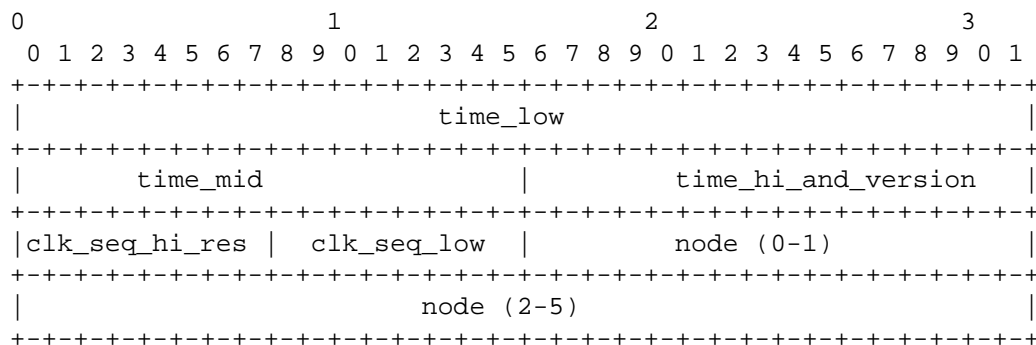 0                   1                   2                   3
 0 1 2 3 4 5 6 7 8 9 0 1 2 3 4 5 6 7 8 9 0 1 2 3 4 5 6 7 8 9 0 1
+-+-+-+-+-+-+-+-+-+-+-+-+-+-+-+-+-+-+-+-+-+-+-+-+-+-+-+-+-+-+-+-+
|                          time_low                             |
+-+-+-+-+-+-+-+-+-+-+-+-+-+-+-+-+-+-+-+-+-+-+-+-+-+-+-+-+-+-+-+-+
|       time_mid                |         time_hi_and_version   |
+-+-+-+-+-+-+-+-+-+-+-+-+-+-+-+-+-+-+-+-+-+-+-+-+-+-+-+-+-+-+-+-+
|clk_seq_hi_res |  clk_seq_low  |         node (0-1)            |
+-+-+-+-+-+-+-+-+-+-+-+-+-+-+-+-+-+-+-+-+-+-+-+-+-+-+-+-+-+-+-+-+
|                         node (2-5)                            |
+-+-+-+-+-+-+-+-+-+-+-+-+-+-+-+-+-+-+-+-+-+-+-+-+-+-+-+-+-+-+-+-+